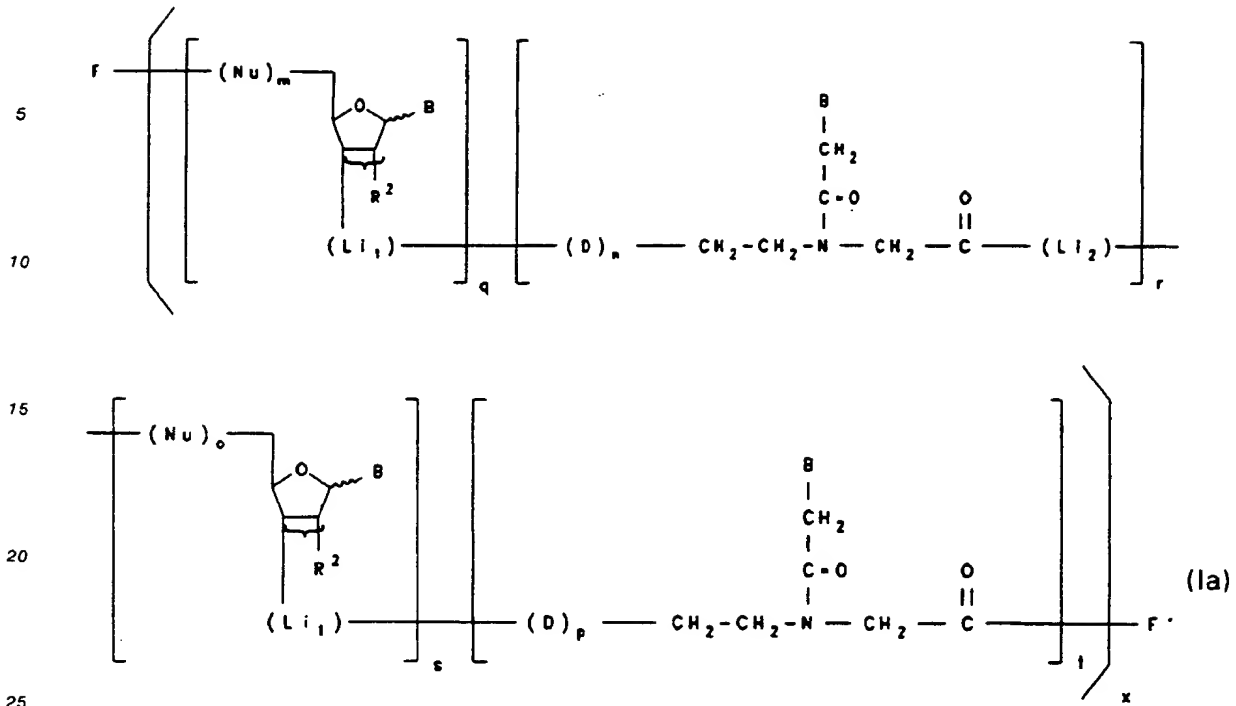 F (Nu)m
5
O B
B
CH2
C=O O
R2
(Li1) q (D)n CH2-CH2-N-CH2-C (Li2) r
10
15
(Nu)o
O B
B
CH2
20
R2 C=O O
(Ia)
(Li1) s (D)p CH2-CH2-N-CH2-C t F'
25
x